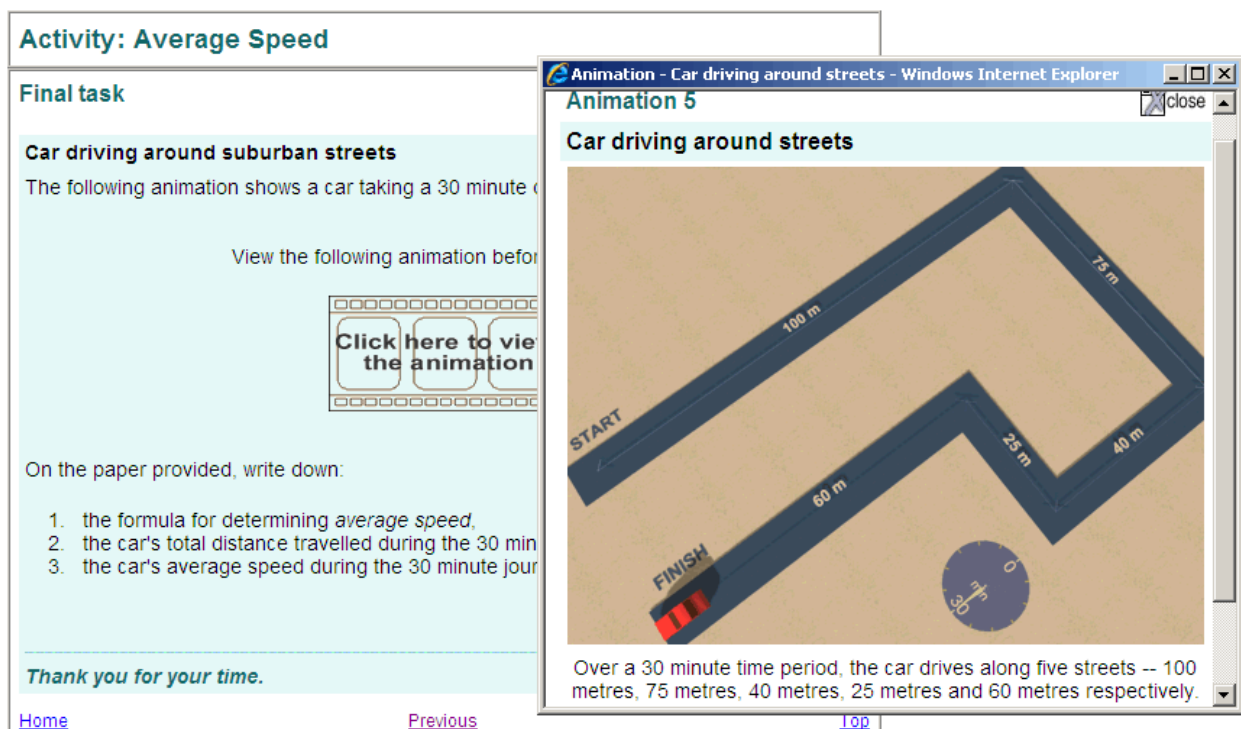 Activity: Average Speed
Final task
Car driving around suburban streets
The following animation shows a car taking a 30 minute
View the following animation
Click here to
the animation
On the paper provided, write down:
1. the formula for determining average speed,
2. the car's total distance travelled during the 30
3. the car's average speed during the 30 minute
Thank you for your time.
Home
Previous
Top
Animation - Car driving around streets - Windows Internet Explorer
Animation 5
close
Car driving around streets
100 m
75 m
START
40 m
25 m
60 m
FINISH
0
min
30
Over a 30 minute time period, the car drives along five streets -- 100
metres, 75 metres, 40 metres, 25 metres and 60 metres respectively.